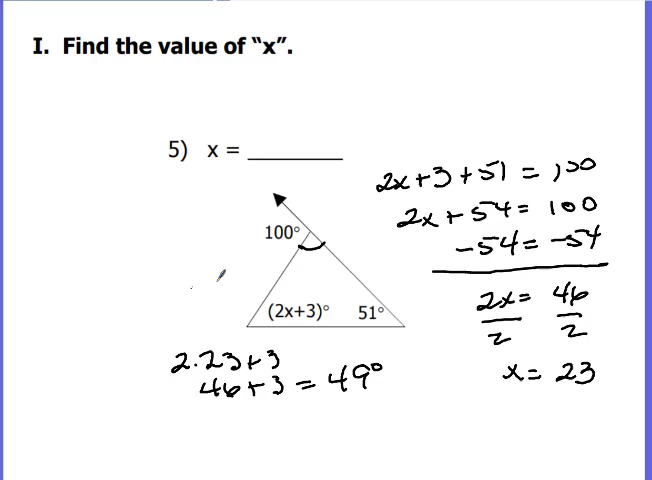 I. Find the value of “x”.
5) x = __________
2x+3+51 = 100
2x+54 = 100
-54 = -54
2x = 46
2 2
x = 23
100°
(2x+3)° 51°
2.23+3
46+3 = 49°